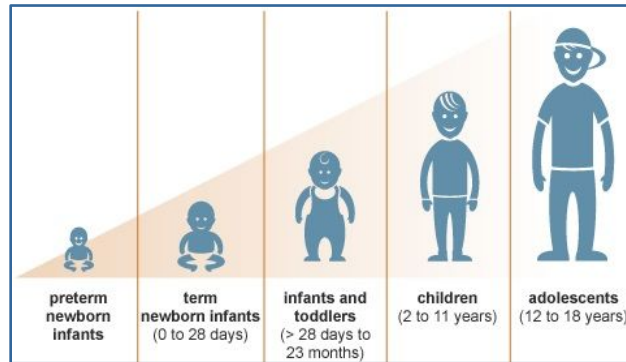 preterm
newborn
infants
term
newborn infants
(0 to 28 days)
infants and
toddlers
(> 28 days to
23 months)
children
(2 to 11 years)
adolescents
(12 to 18 years)